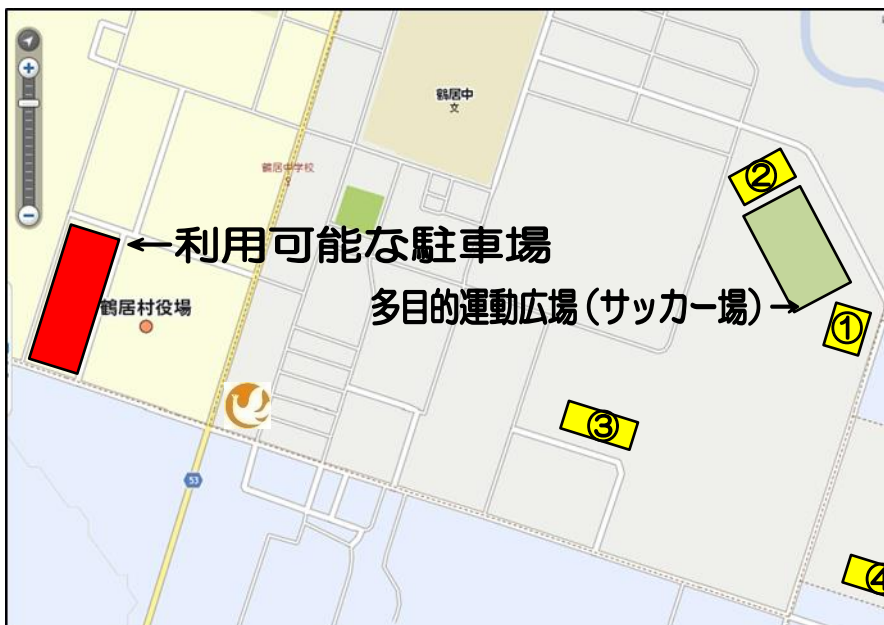 鶴居中
文
鶴居中学校
②
←利用可能な駐車場
多目的運動広場（サッカー場）→
鶴居村役場
①
③
53
④